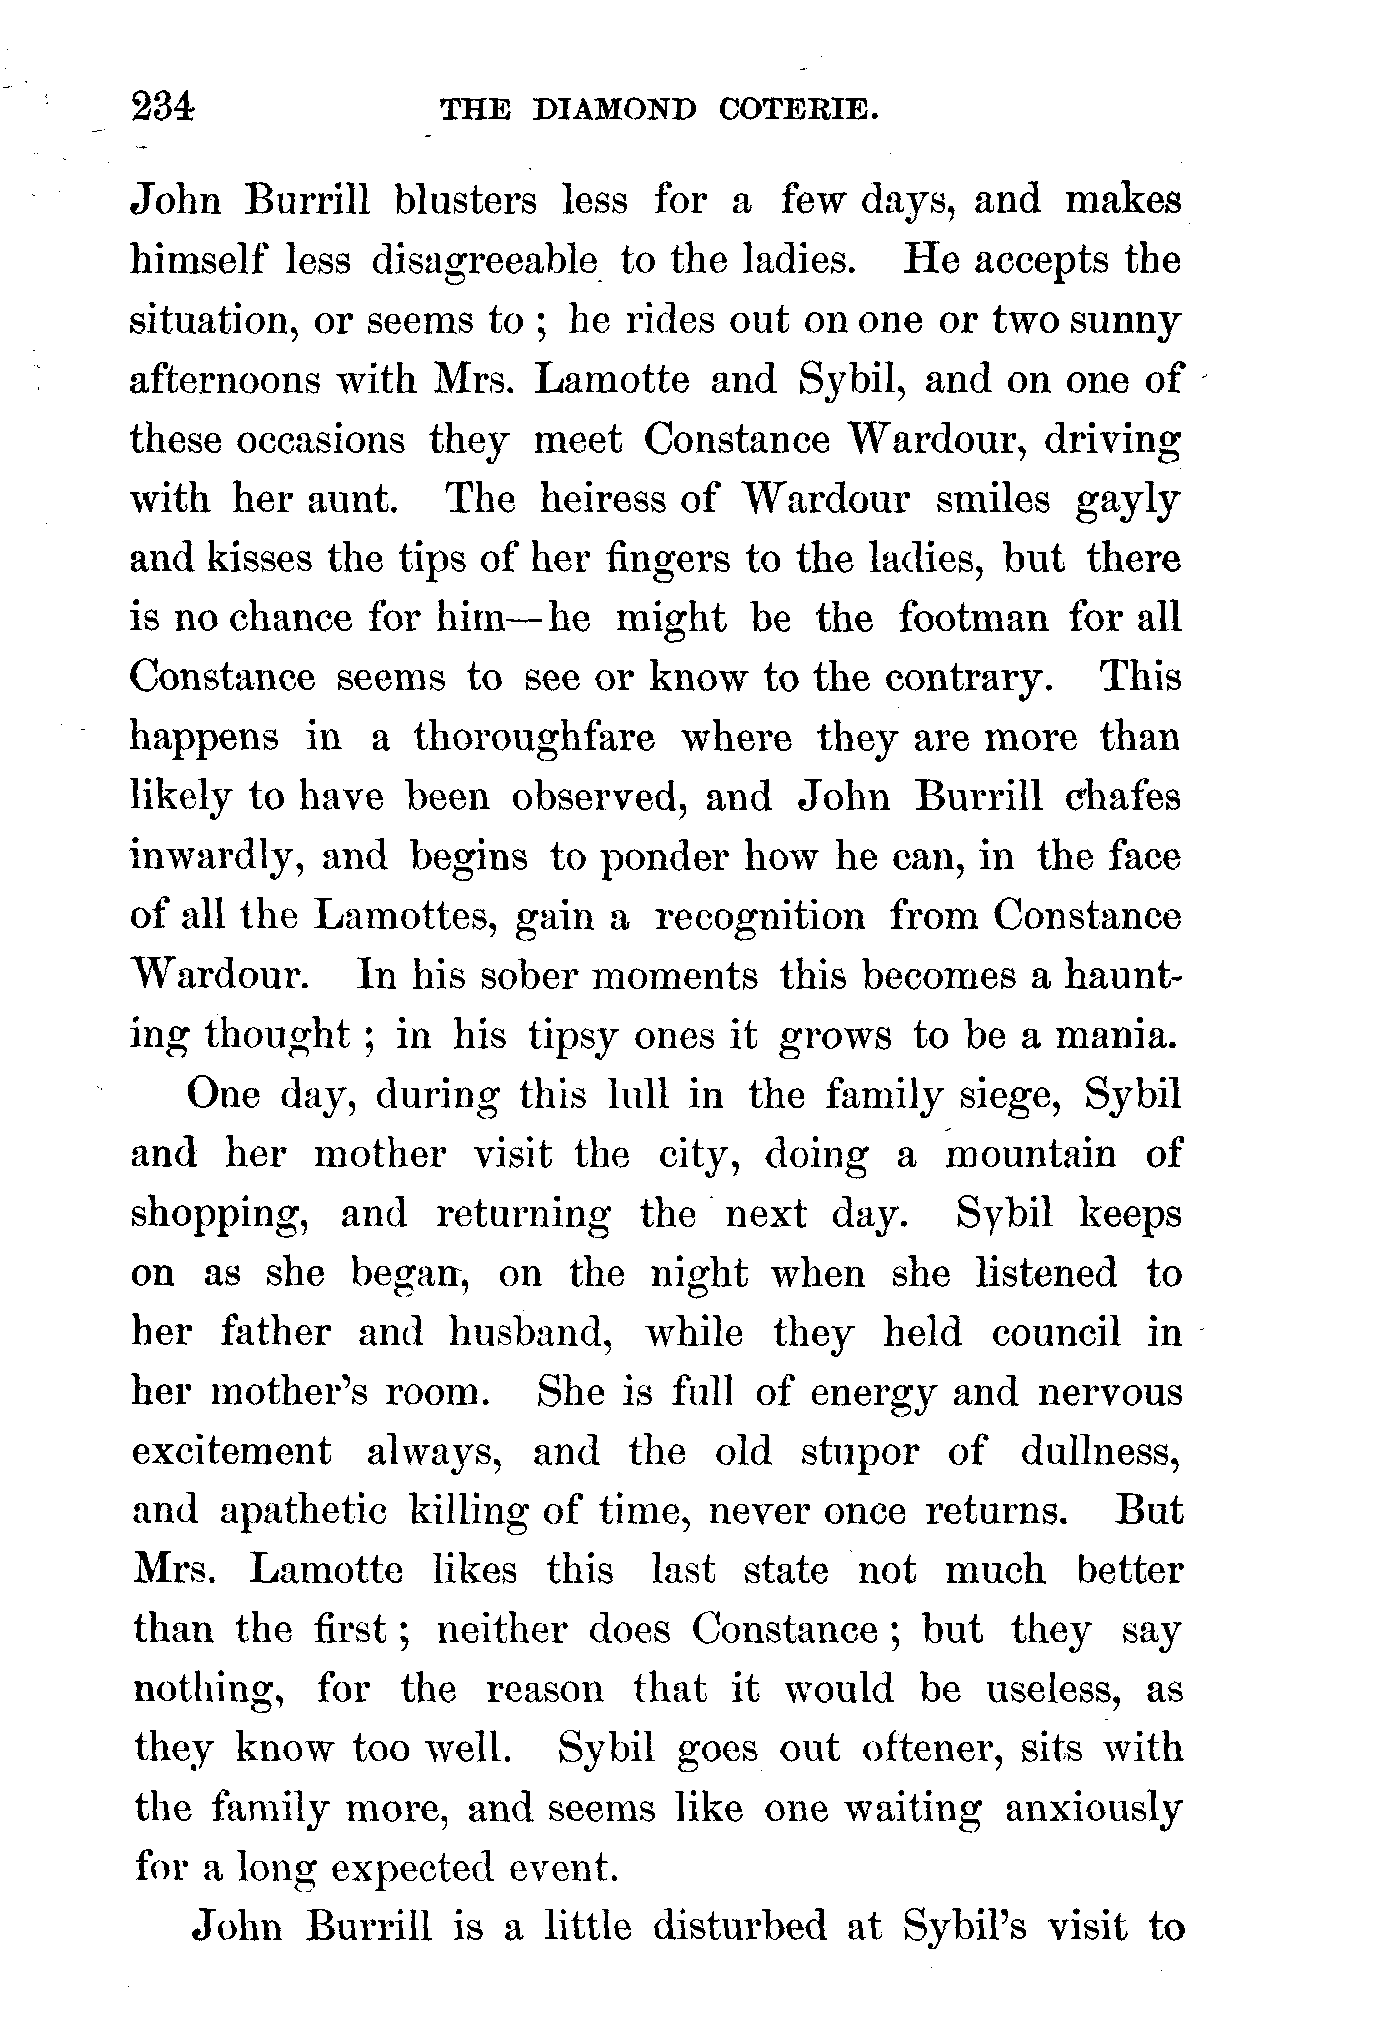 234 THE DIAMOND COTERIE.
John Burrill blusters less for a few days, and makes
himself less disagreeable to the ladies. He accepts the
situation, or seems to ; he rides out on one or two sunny
afternoons with Mrs. Lamotte and Sybil, and on one of
these occasions they meet Constance Wardour, driving
with her aunt. The heiress of Wardour smiles gayly
and kisses the tips of her fingers to the ladies, but there
is no chance for him—he might be the footman for all
Constance seems to see or know to the contrary. This
happens in a thoroughfare where they are more than
likely to have been observed, and John Burrill chafes
inwardly, and begins to ponder how he can, in the face
of all the Lamottes, gain a recognition from Constance
Wardour. In his sober moments this becomes a haunt-
ing thought ; in his tipsy ones it grows to be a mania.
One day, during this lull in the family siege, Sybil
and her mother visit the city, doing a mountain of
shopping, and returning the next day. Sybil keeps
on as she began, on the night when she listened to
her father and husband, while they held council in
her mother's room. She is full of energy and nervous
excitement always, and the old stupor of dullness,
and apathetic killing of time, never once returns. But
Mrs. Lamotte likes this last state not much better
than the first ; neither does Constance ; but they say
nothing, for the reason that it would be useless, as
they know too well. Sybil goes out oftener, sits with
the family more, and seems like one waiting anxiously
for a long expected event.
John Burrill is a little disturbed at Sybil's visit to